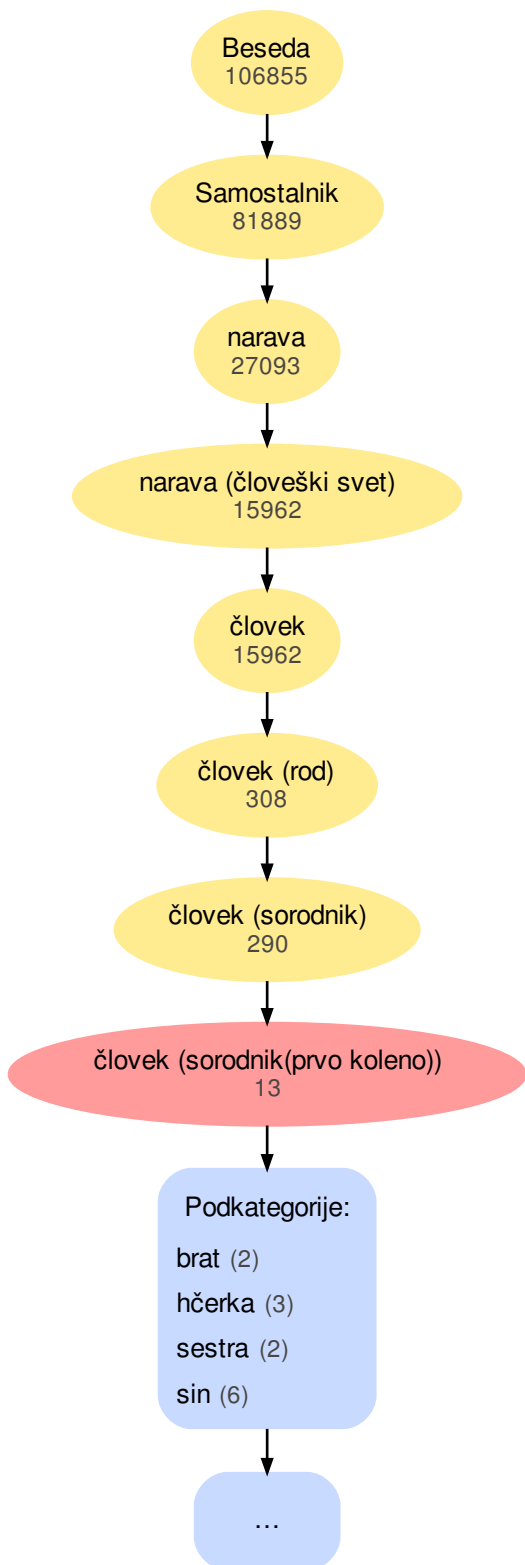 Beseda
106855
Samostalnik
81889
narava
27093
narava (človeški svet)
15962
človek
15962
človek (rod)
308
človek (sorodnik)
290
človek (sorodnik(prvo koleno))
13
Podkategorije:
brat (2)
hčerka (3)
sestra (2)
sin (6)
...